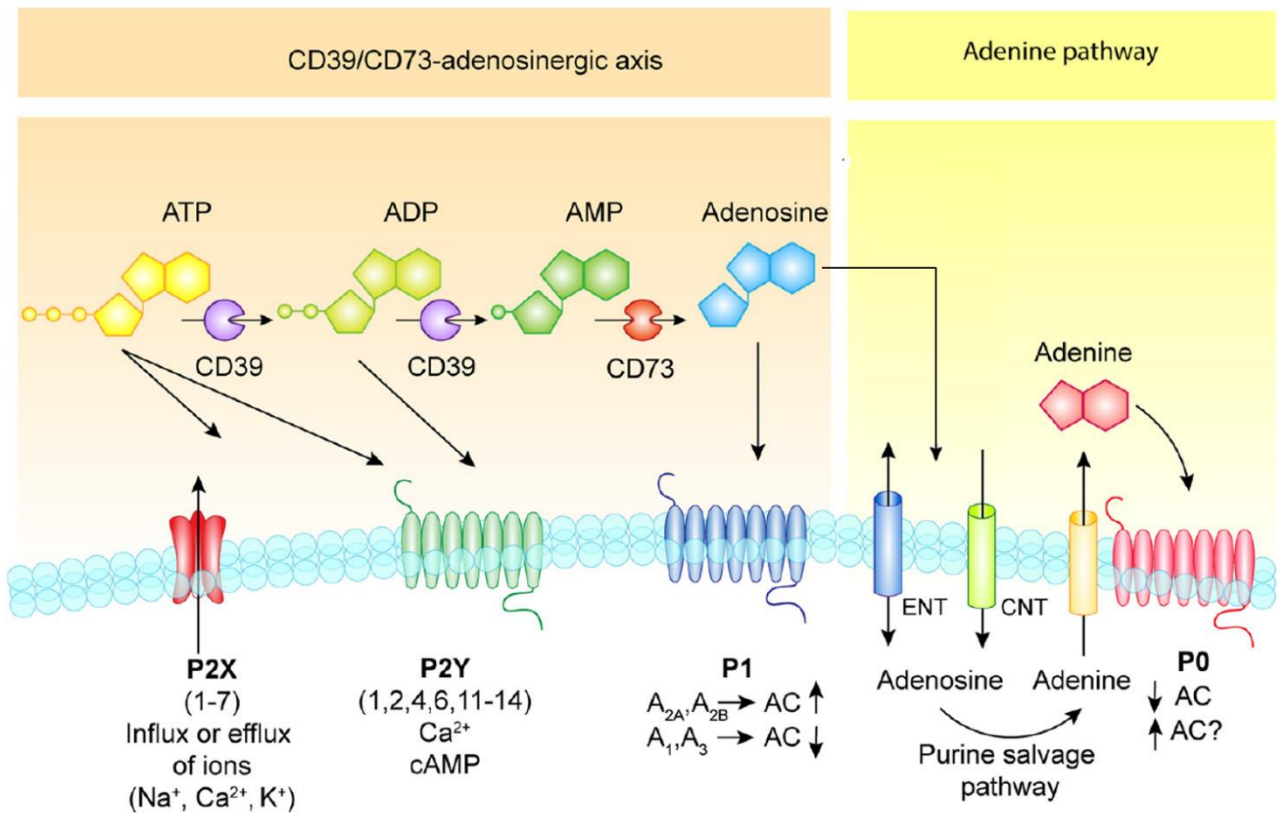 CD39/CD73-adenosinergic axis
Adenine pathway
ATP
ADP
AMP
Adenosine
CD39
CD39
CD73
Adenine
ENT
CNT
P2X
(1-7)
Influx or efflux
of ions
(Na⁺, Ca²⁺, K⁺)
P2Y
(1,2,4,6,11-14)
Ca²⁺
cAMP
P1
A₂A,A₂B → AC ↑
A₁,A₃ → AC ↓
Adenosine
Adenine
Purine salvage
pathway
P0
↓ AC
↑ AC?